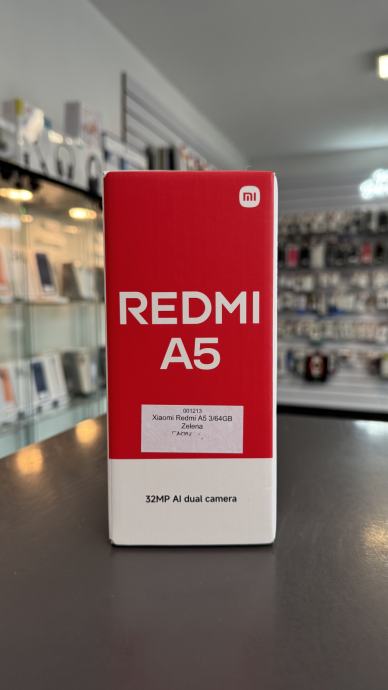 mi
REDMI
A5
001213
Xiaomi Redmi A5 3/64GB
Zelena
32MP AI dual camera